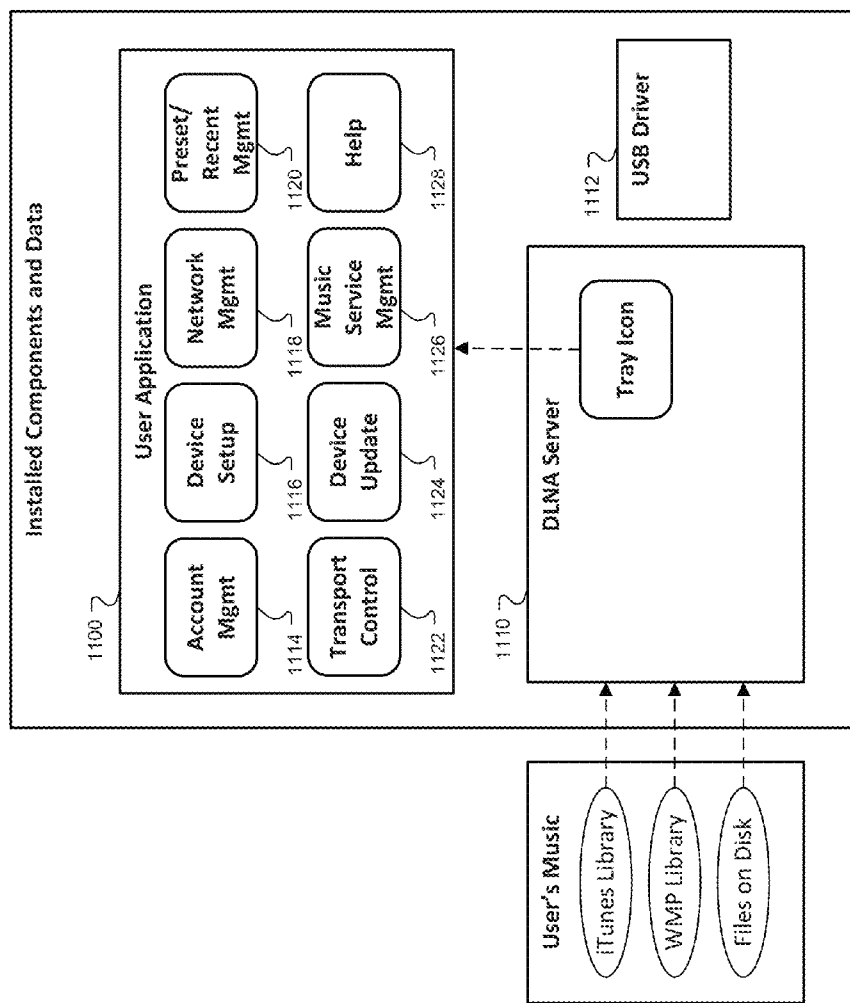 Installed Components and Data
1100
User Application
Account
Mgmt
1114
Device
Setup
1116
Network
Mgmt
1118
Preset/
Recent
Mgmt
1120
Transport
Control
1122
Device
Update
1124
Music
Service
Mgmt
1126
Help
1128
User's Music
iTunes Library
WMP Library
Files on Disk
1110
DLNA Server
Tray Icon
1112
USB Driver